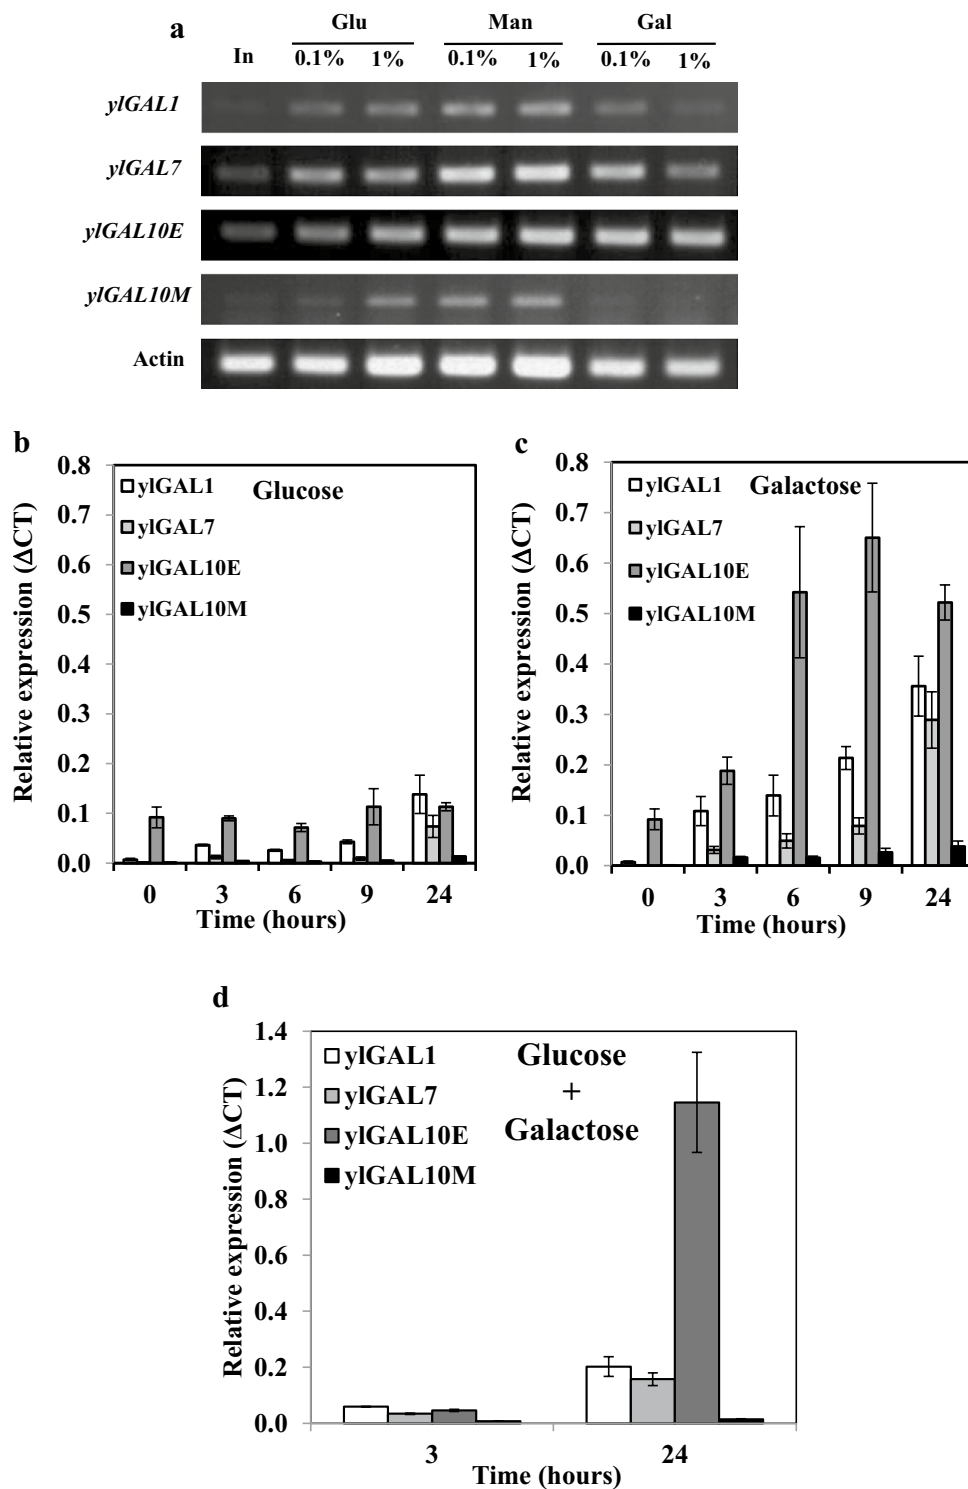 a
Glu Man Gal
In 0.1% 1% 0.1% 1% 0.1% 1%
ylGAL1
ylGAL7
ylGAL10E
ylGAL10M
Actin
b
Relative expression (ΔCT)
0.8
0.7
0.6
0.5
0.4
0.3
0.2
0.1
0.0
Glucose
ylGAL1
ylGAL7
ylGAL10E
ylGAL10M
0 3 6 9 24
Time (hours)
c
Relative expression (ΔCT)
0.8
0.7
0.6
0.5
0.4
0.3
0.2
0.1
0.0
Galactose
ylGAL1
ylGAL7
ylGAL10E
ylGAL10M
0 3 6 9 24
Time (hours)
d
Relative expression (ΔCT)
1.4
1.2
1.0
0.8
0.6
0.4
0.2
0.0
ylGAL1
ylGAL7
ylGAL10E
ylGAL10M
Glucose
+
Galactose
3 24
Time (hours)